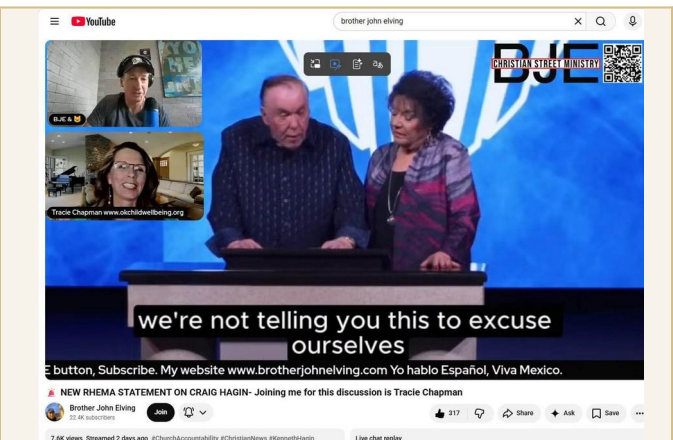 YouTube
brother john elving
BJE
CHRISTIAN STREET MINISTRY
BJE & 😼
Tracie Chapman www.okchildwellbeing.org
we're not telling you this to excuse
ourselves
E button, Subscribe. My website www.brotherjohnelving.com Yo hablo Español, Viva Mexico.
🚨 NEW RHEMA STATEMENT ON CRAIG HAGIN- Joining me for this discussion is Tracie Chapman
Brother John Elving
22.4K subscribers
Join
317
Share
Ask
Save
7.6K views Streamed 2 days ago #ChurchAccountability #ChristianNews #KennethHagin
Live chat replay